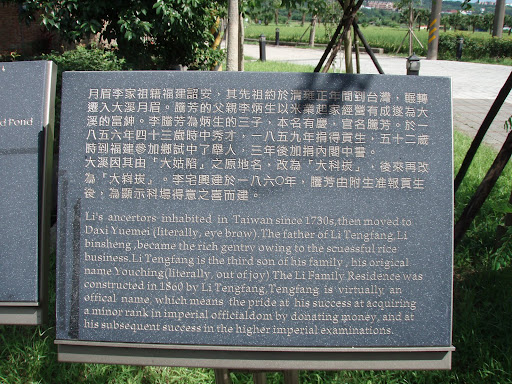 月眉李家祖籍福建詔安，其先祖約於清雍正年間到台灣，輾轉
遷入大溪月眉。騰芳的父親李炳生以米業起家經營有成遂為大
溪的富紳。李騰芳為炳生的三子，本名有慶，官名騰芳。於一
八五六年四十三歲時中秀才，一八五九年捐得貢生，五十二歲
時到福建參加鄉試中了舉人，三年後加捐內閣中書。
大溪因其由「大姑陷」之原地名，改為「大科崁」，後來再改
為「大嵙崁」。李宅興建於一八六○年，騰芳由附生准報貢生
後，為顯示科場得意之喜而建。
Li's ancertors inhabited in Taiwan since 1730s,then moved to
Daxi Yuemei (literally, eye brow).The father of Li Tengfang,Li
binsheng ,became the rich gentry owing to the scuessful rice
business.Li Tengfang is the third son of his family , his origical
name Youching(literally, out of joy) The Li Family Residence was
constructed in 1860 by Li Tengfang.Tengfang is virtually an
offical name, which means the pride at his success at acquiring
a minor rank in imperial officialdom by donating money, and at
his subsequent success in the higher imperial examinations.
Pond